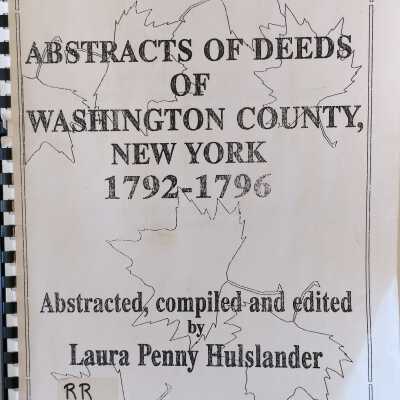 ABSTRACTS OF DEEDS
OF
WASHINGTON COUNTY,
NEW YORK
1792-1796
Abstracted, compiled and edited
by
Laura Penny Hulslander
RR